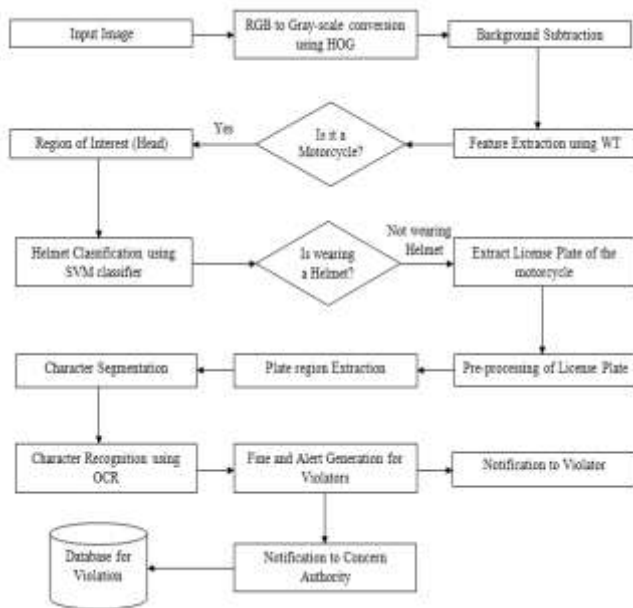 Input Image
RGB to Gray-scale conversion
using HOG
Background Subtraction
Feature Extraction using WT
Is it a
Motorcycle?
Yes
Region of Interest (Head)
Helmet Classification using
SVM classifier
Is wearing
a Helmet?
Not wearing
Helmet
Extract License Plate of the
motorcycle
Pre-processing of License Plate
Plate region Extraction
Character Segmentation
Character Recognition using
OCR
Fine and Alert Generation for
Violators
Notification to Violator
Notification to Concern
Authority
Database for
Violation